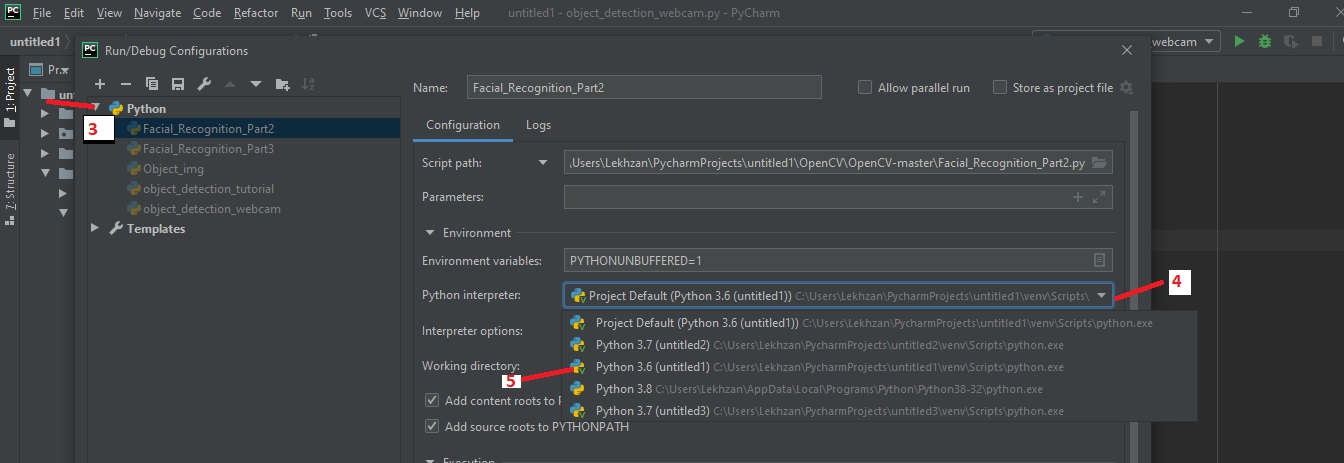 PC File Edit View Navigate Code Refactor Run Tools VCS Window Help untitled1 - object_detection_webcam.py - PyCharm
untitled1
webcam
PC Run/Debug Configurations
1: Project
7: Structure
Pr.
un
3
Python
Facial_Recognition_Part2
Facial_Recognition_Part3
Object_img
object_detection_tutorial
object_detection_webcam
Templates
Name: Facial_Recognition_Part2 Allow parallel run Store as project file
Configuration Logs
Script path: :/Users\Lekhzan\PycharmProjects\untitled1\OpenCV\OpenCV-master\Facial_Recognition_Part2.py
Parameters:
Environment
Environment variables: PYTHONUNBUFFERED=1
Python interpreter: Project Default (Python 3.6 (untitled1)) C:\Users\Lekhzan\PycharmProjects\untitled1\venv\Scripts\
4
Project Default (Python 3.6 (untitled1)) C:\Users\Lekhzan\PycharmProjects\untitled1\venv\Scripts\python.exe
Interpreter options:
Python 3.7 (untitled2) C:\Users\Lekhzan\PycharmProjects\untitled2\venv\Scripts\python.exe
Working directory:
Python 3.6 (untitled1) C:\Users\Lekhzan\PycharmProjects\untitled1\venv\Scripts\python.exe
5
Python 3.8 C:\Users\Lekhzan\AppData\Local\Programs\Python\Python38-32\python.exe
Add content roots to P
Python 3.7 (untitled3) C:\Users\Lekhzan\PycharmProjects\untitled3\venv\Scripts\python.exe
Add source roots to PYTHONPATH
Execution